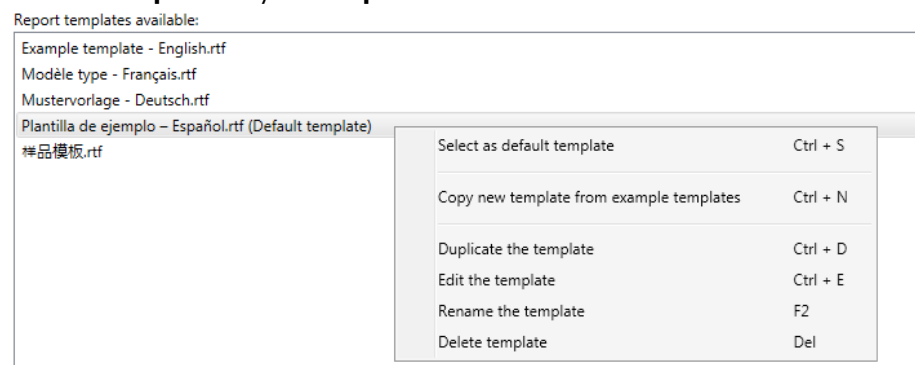 Report templates available:
Example template - English.rtf
Modèle type - Français.rtf
Mustervorlage - Deutsch.rtf
Plantilla de ejemplo – Español.rtf (Default template)
样品模板.rtf
Select as default template Ctrl + S
Copy new template from example templates Ctrl + N
Duplicate the template Ctrl + D
Edit the template Ctrl + E
Rename the template F2
Delete template Del